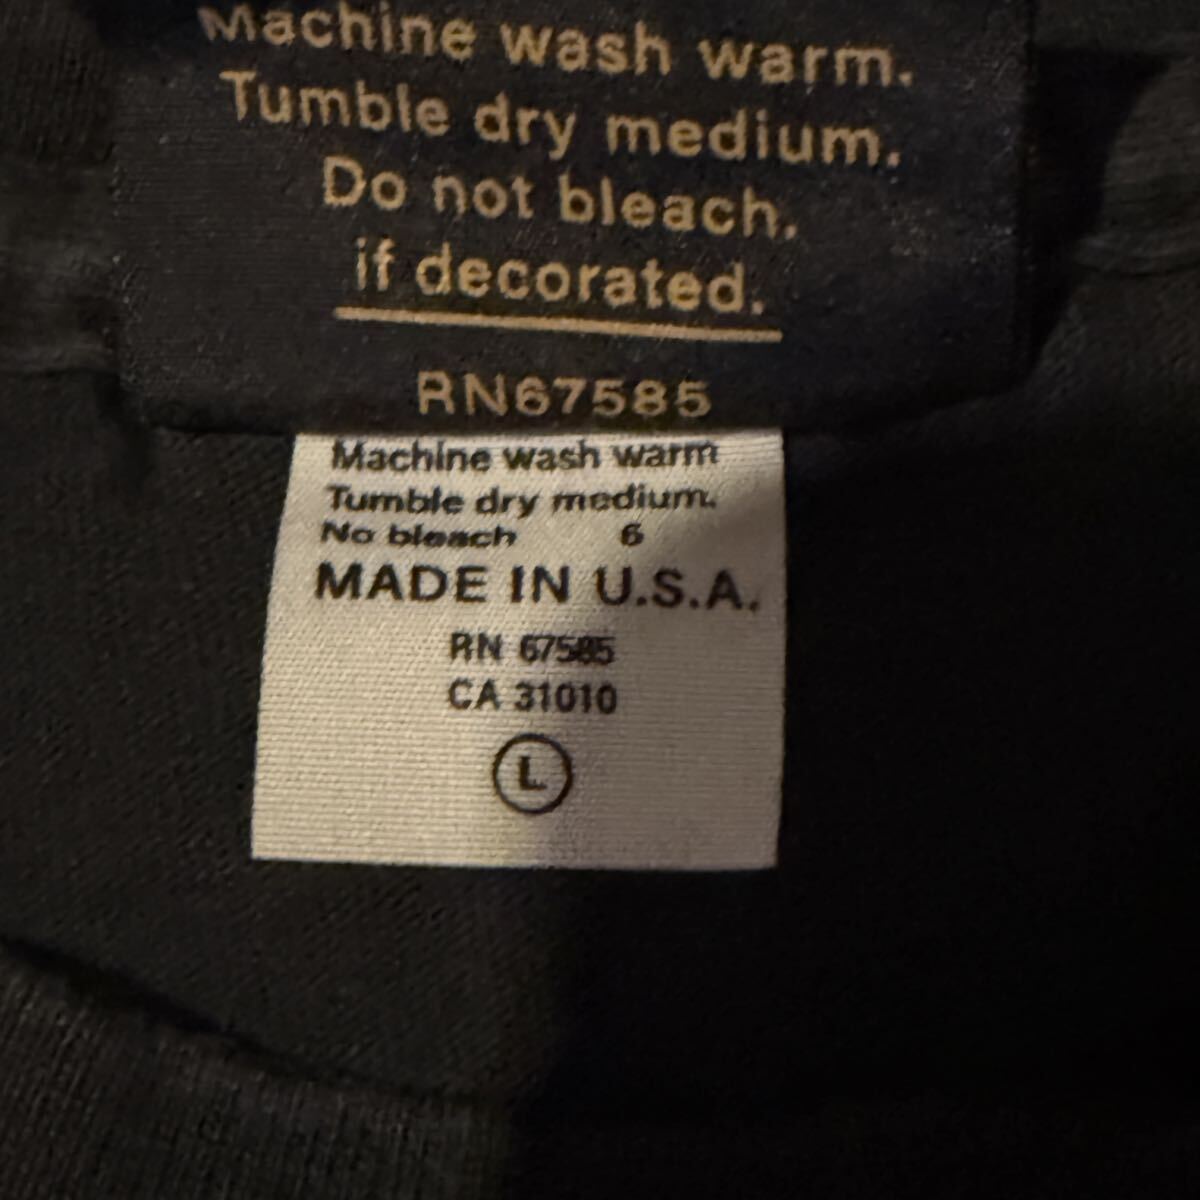 Machine wash warm.
Tumble dry medium.
Do not bleach.
if decorated.
RN67585
Machine wash warm
Tumble dry medium.
No bleach 6
MADE IN U.S.A.
RN 67585
CA 31010
L